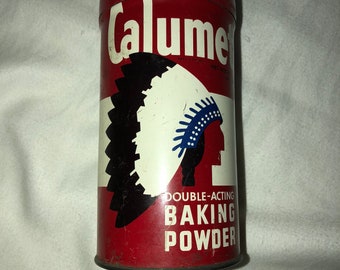 Calumet
DOUBLE-ACTING
BAKING
POWDER